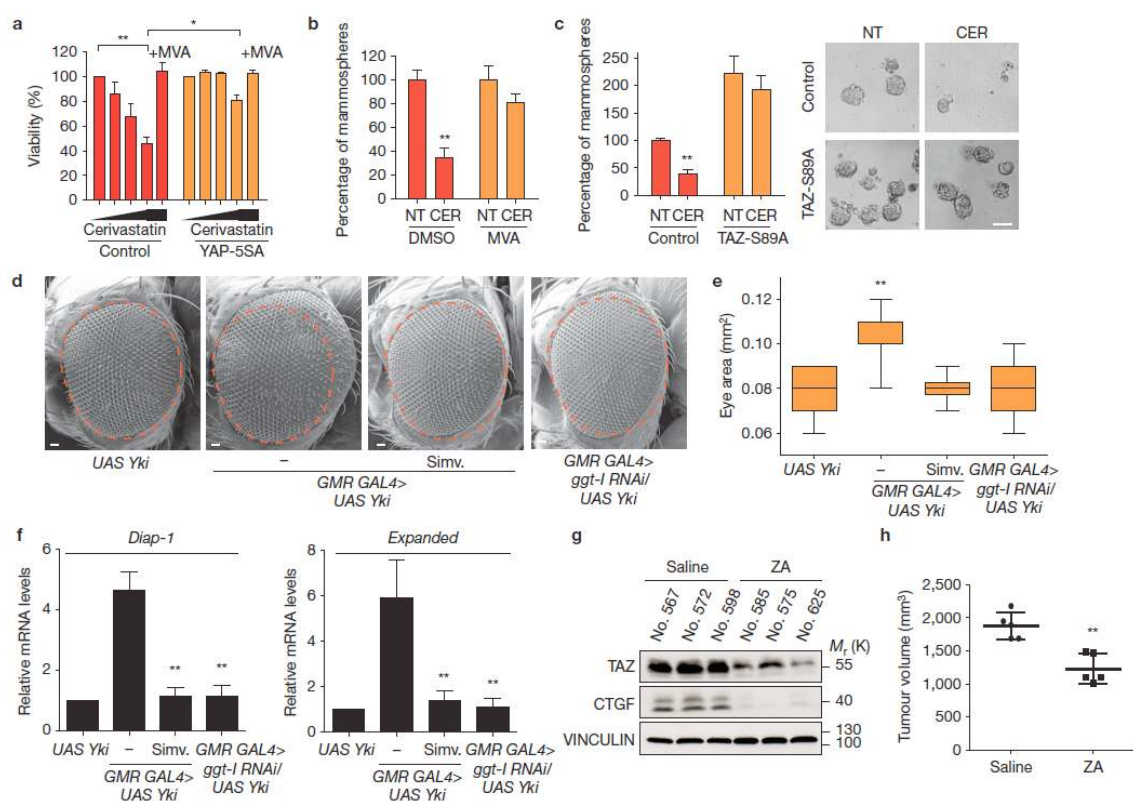 a
** *
+MVA +MVA
120
100
80
60
40
20
0
Viability (%)
Cerivastatin Cerivastatin
Control YAP-5SA
b
120
100
80
60
40
20
0
Percentage of mammospheres
**
NT CER NT CER
DMSO MVA
c
250
200
150
100
50
0
Percentage of mammospheres
**
NT CER NT CER
Control TAZ-S89A
NT CER
Control
TAZ-S89A
d
UAS Yki
– Simv.
GMR GAL4>
UAS Yki
GMR GAL4>
ggt-I RNAi/
UAS Yki
e
**
0.12
0.10
0.08
0.06
Eye area (mm²)
UAS Yki – Simv. GMR GAL4>
GMR GAL4> ggt-I RNAi/
UAS Yki UAS Yki
f
Diap-1
6
4
2
0
Relative mRNA levels
** **
UAS Yki – Simv. GMR GAL4>
GMR GAL4> ggt-I RNAi/
UAS Yki UAS Yki
Expanded
8
6
4
2
0
Relative mRNA levels
** **
UAS Yki – Simv. GMR GAL4>
GMR GAL4> ggt-I RNAi/
UAS Yki UAS Yki
g
Saline ZA
No. 567 No. 572 No. 598 No. 585 No. 575 No. 625
Mr (K)
TAZ 55
CTGF 40
VINCULIN 130
100
h
2,500
2,000
1,500
1,000
500
0
Tumour volume (mm³)
**
Saline ZA